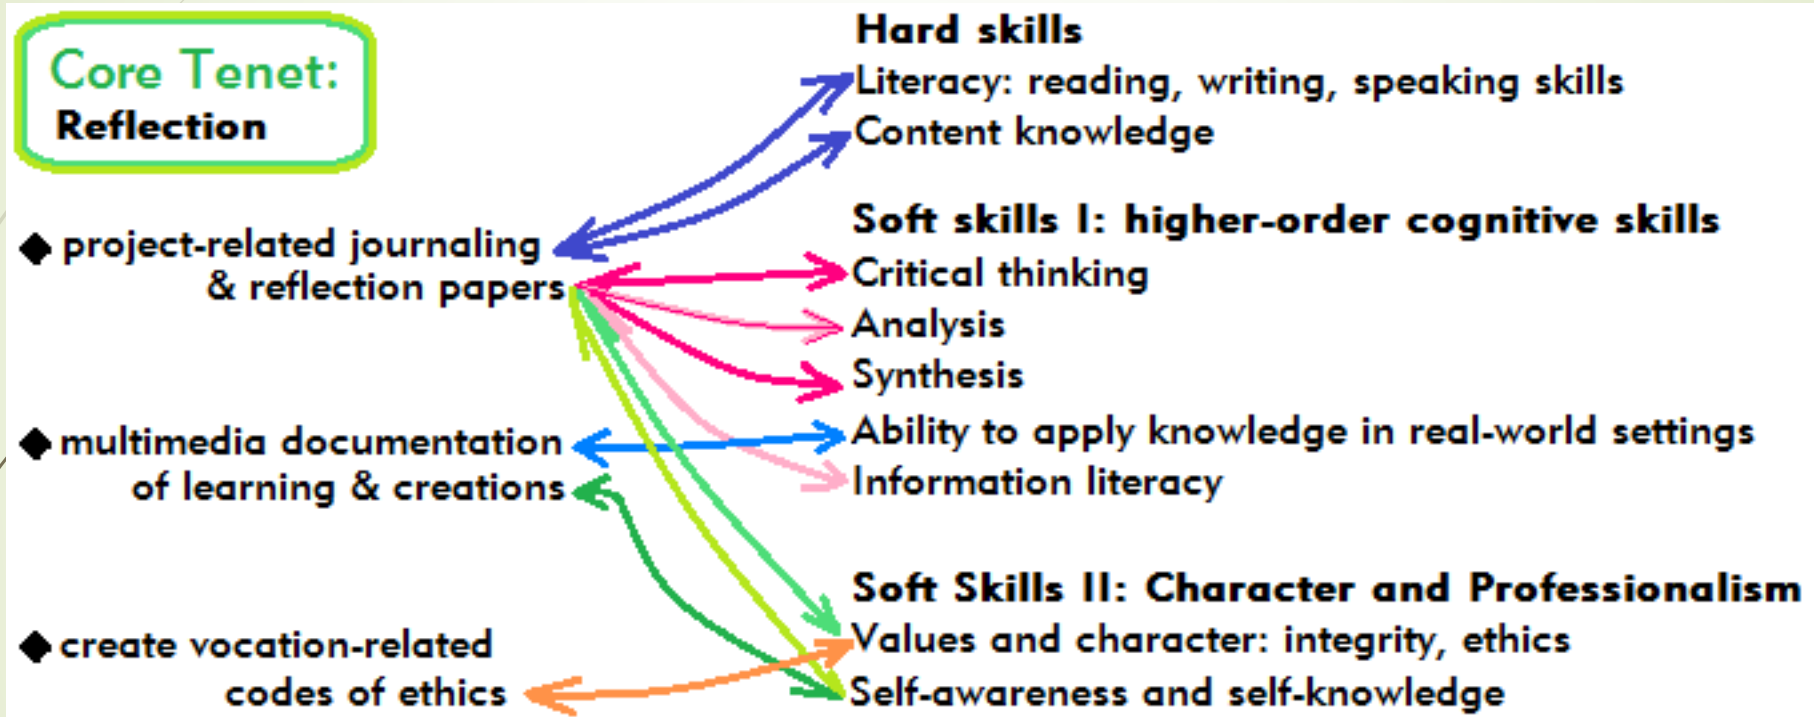 Core Tenet:
Reflection
◆ project-related journaling
& reflection papers
◆ multimedia documentation
of learning & creations
◆ create vocation-related
codes of ethics
Hard skills
Literacy: reading, writing, speaking skills
Content knowledge
Soft skills I: higher-order cognitive skills
Critical thinking
Analysis
Synthesis
Ability to apply knowledge in real-world settings
Information literacy
Soft Skills II: Character and Professionalism
Values and character: integrity, ethics
Self-awareness and self-knowledge